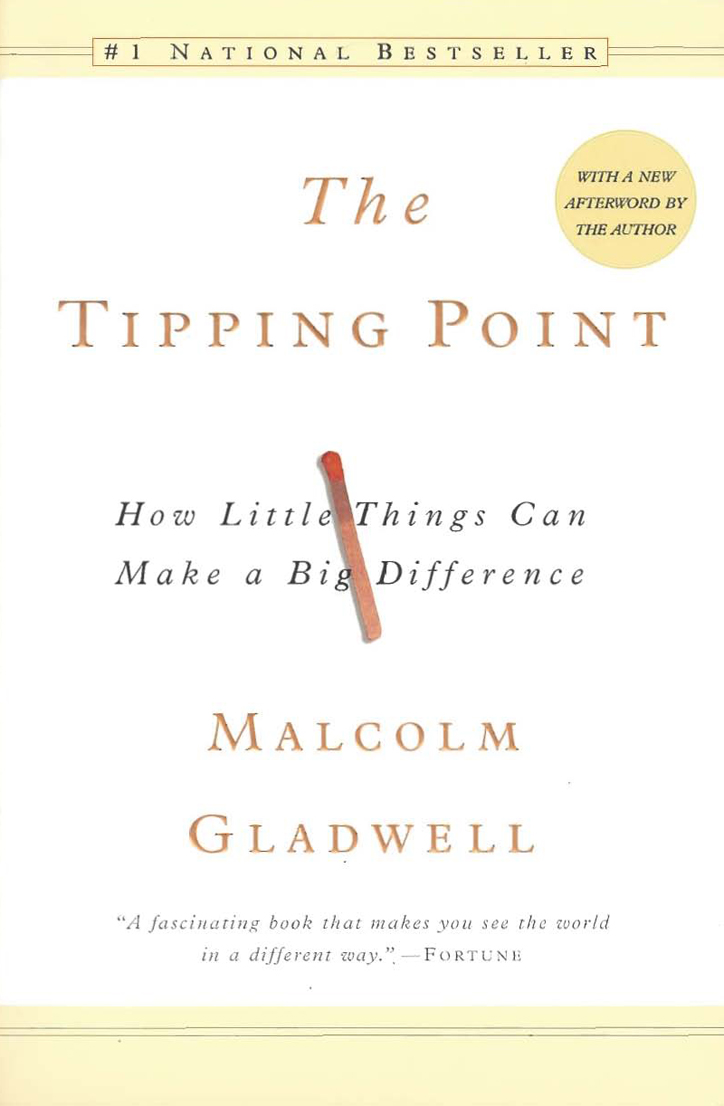 #1 NATIONAL BESTSELLER
WITH A NEW
AFTERWORD BY
THE AUTHOR
The
TIPPING POINT
How Little Things Can
Make a Big Difference
MALCOLM
GLADWELL
“A fascinating book that makes you see the world
in a different way.” —FORTUNE